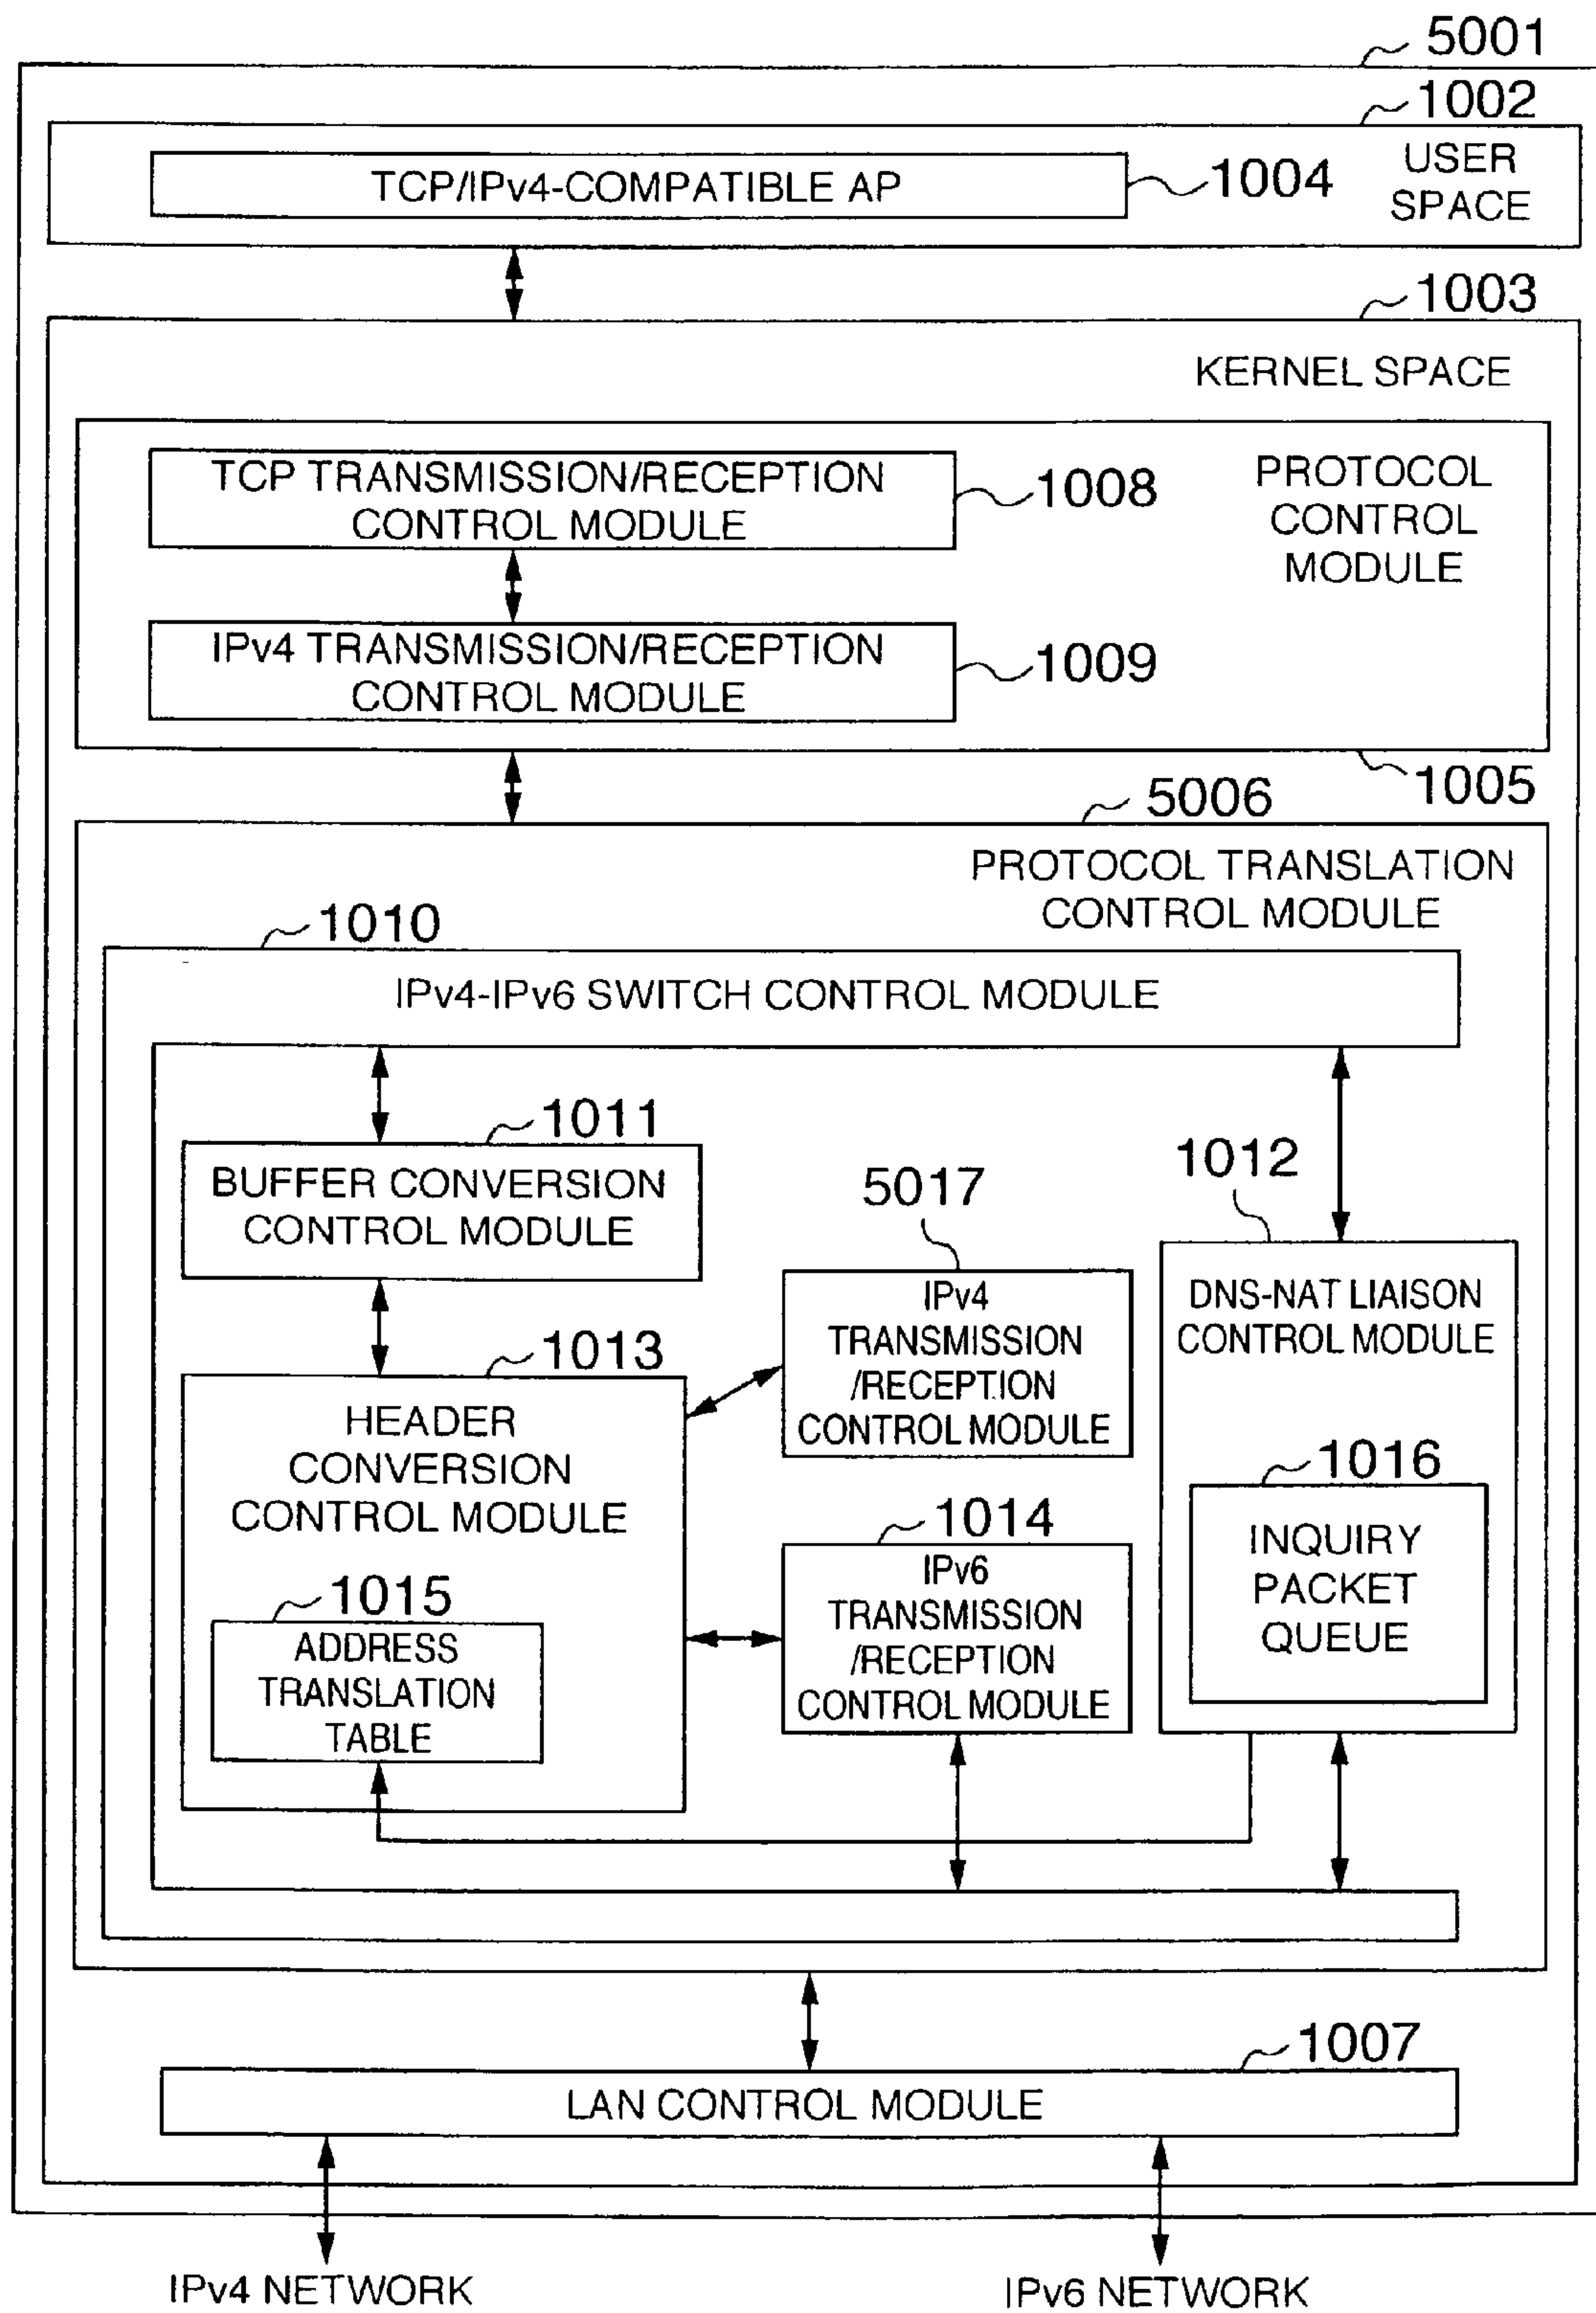 5001
1002
USER
SPACE
TCP/IPv4-COMPATIBLE AP
1004
1003
KERNEL SPACE
TCP TRANSMISSION/RECEPTION
CONTROL MODULE
1008
PROTOCOL
CONTROL
MODULE
IPv4 TRANSMISSION/RECEPTION
CONTROL MODULE
1009
1005
5006
PROTOCOL TRANSLATION
CONTROL MODULE
1010
IPv4-IPv6 SWITCH CONTROL MODULE
1011
BUFFER CONVERSION
CONTROL MODULE
5017
IPv4
TRANSMISSION
/RECEPTION
CONTROL MODULE
1012
DNS-NAT LIAISON
CONTROL MODULE
1013
HEADER
CONVERSION
CONTROL MODULE
1014
IPv6
TRANSMISSION
/RECEPTION
CONTROL MODULE
1016
INQUIRY
PACKET
QUEUE
1015
ADDRESS
TRANSLATION
TABLE
1007
LAN CONTROL MODULE
IPv4 NETWORK
IPv6 NETWORK